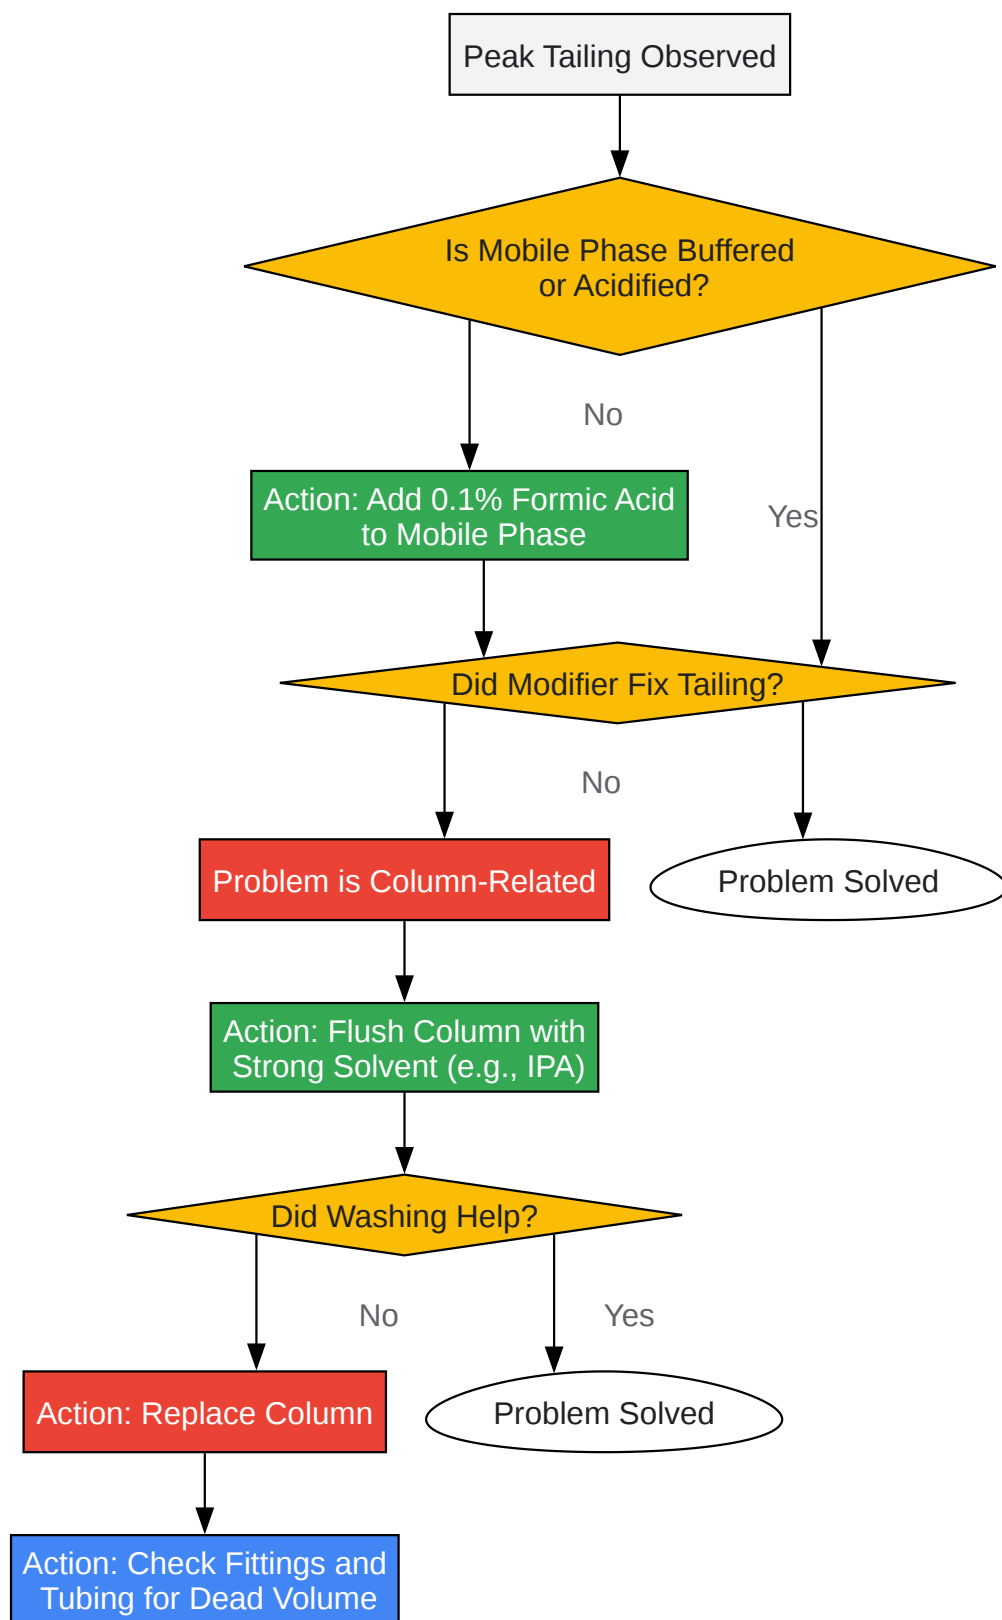 Peak Tailing Observed
Is Mobile Phase Buffered
or Acidified?
No
Action: Add 0.1% Formic Acid
to Mobile Phase
Yes
Did Modifier Fix Tailing?
No
Problem is Column-Related
Problem Solved
Action: Flush Column with
Strong Solvent (e.g., IPA)
Did Washing Help?
No
Yes
Action: Replace Column
Problem Solved
Action: Check Fittings and
Tubing for Dead Volume